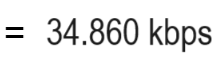 = 34.860 kbps